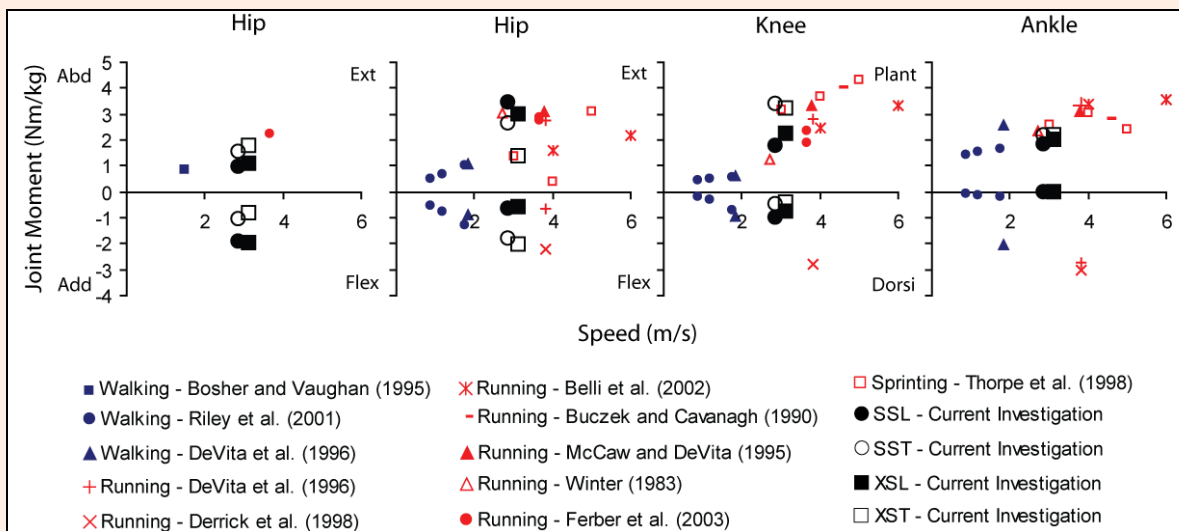 Hip
Hip
Knee
Ankle
Joint Moment (Nm/kg)
Abd
Add
5
4
3
2
1
0
-1
-2
-3
-4
2
4
6
Ext
Flex
2
4
6
Ext
Flex
2
4
6
Plant
Dorsi
2
4
6
Speed (m/s)
Walking - Bosher and Vaughan (1995)
Walking - Riley et al. (2001)
Walking - DeVita et al. (1996)
Running - DeVita et al. (1996)
Running - Derrick et al. (1998)
Running - Belli et al. (2002)
Running - Buczek and Cavanagh (1990)
Running - McCaw and DeVita (1995)
Running - Winter (1983)
Running - Ferber et al. (2003)
Sprinting - Thorpe et al. (1998)
SSL - Current Investigation
SST - Current Investigation
XSL - Current Investigation
XST - Current Investigation